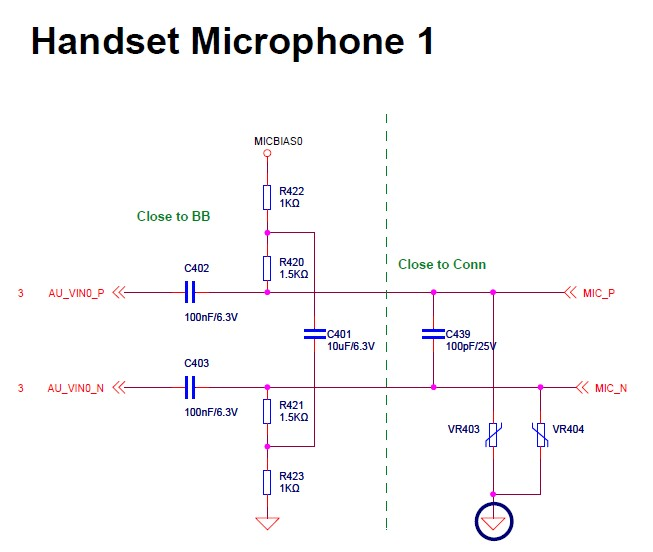 Handset Microphone 1
MICBIAS0
R422
1KΩ
Close to BB
R420
1.5KΩ
Close to Conn
C402
3 AU_VIN0_P
MIC_P
100nF/6.3V
C401
10uF/6.3V
C439
100pF/25V
C403
3 AU_VIN0_N
MIC_N
100nF/6.3V
R421
1.5KΩ
VR403
VR404
R423
1KΩ